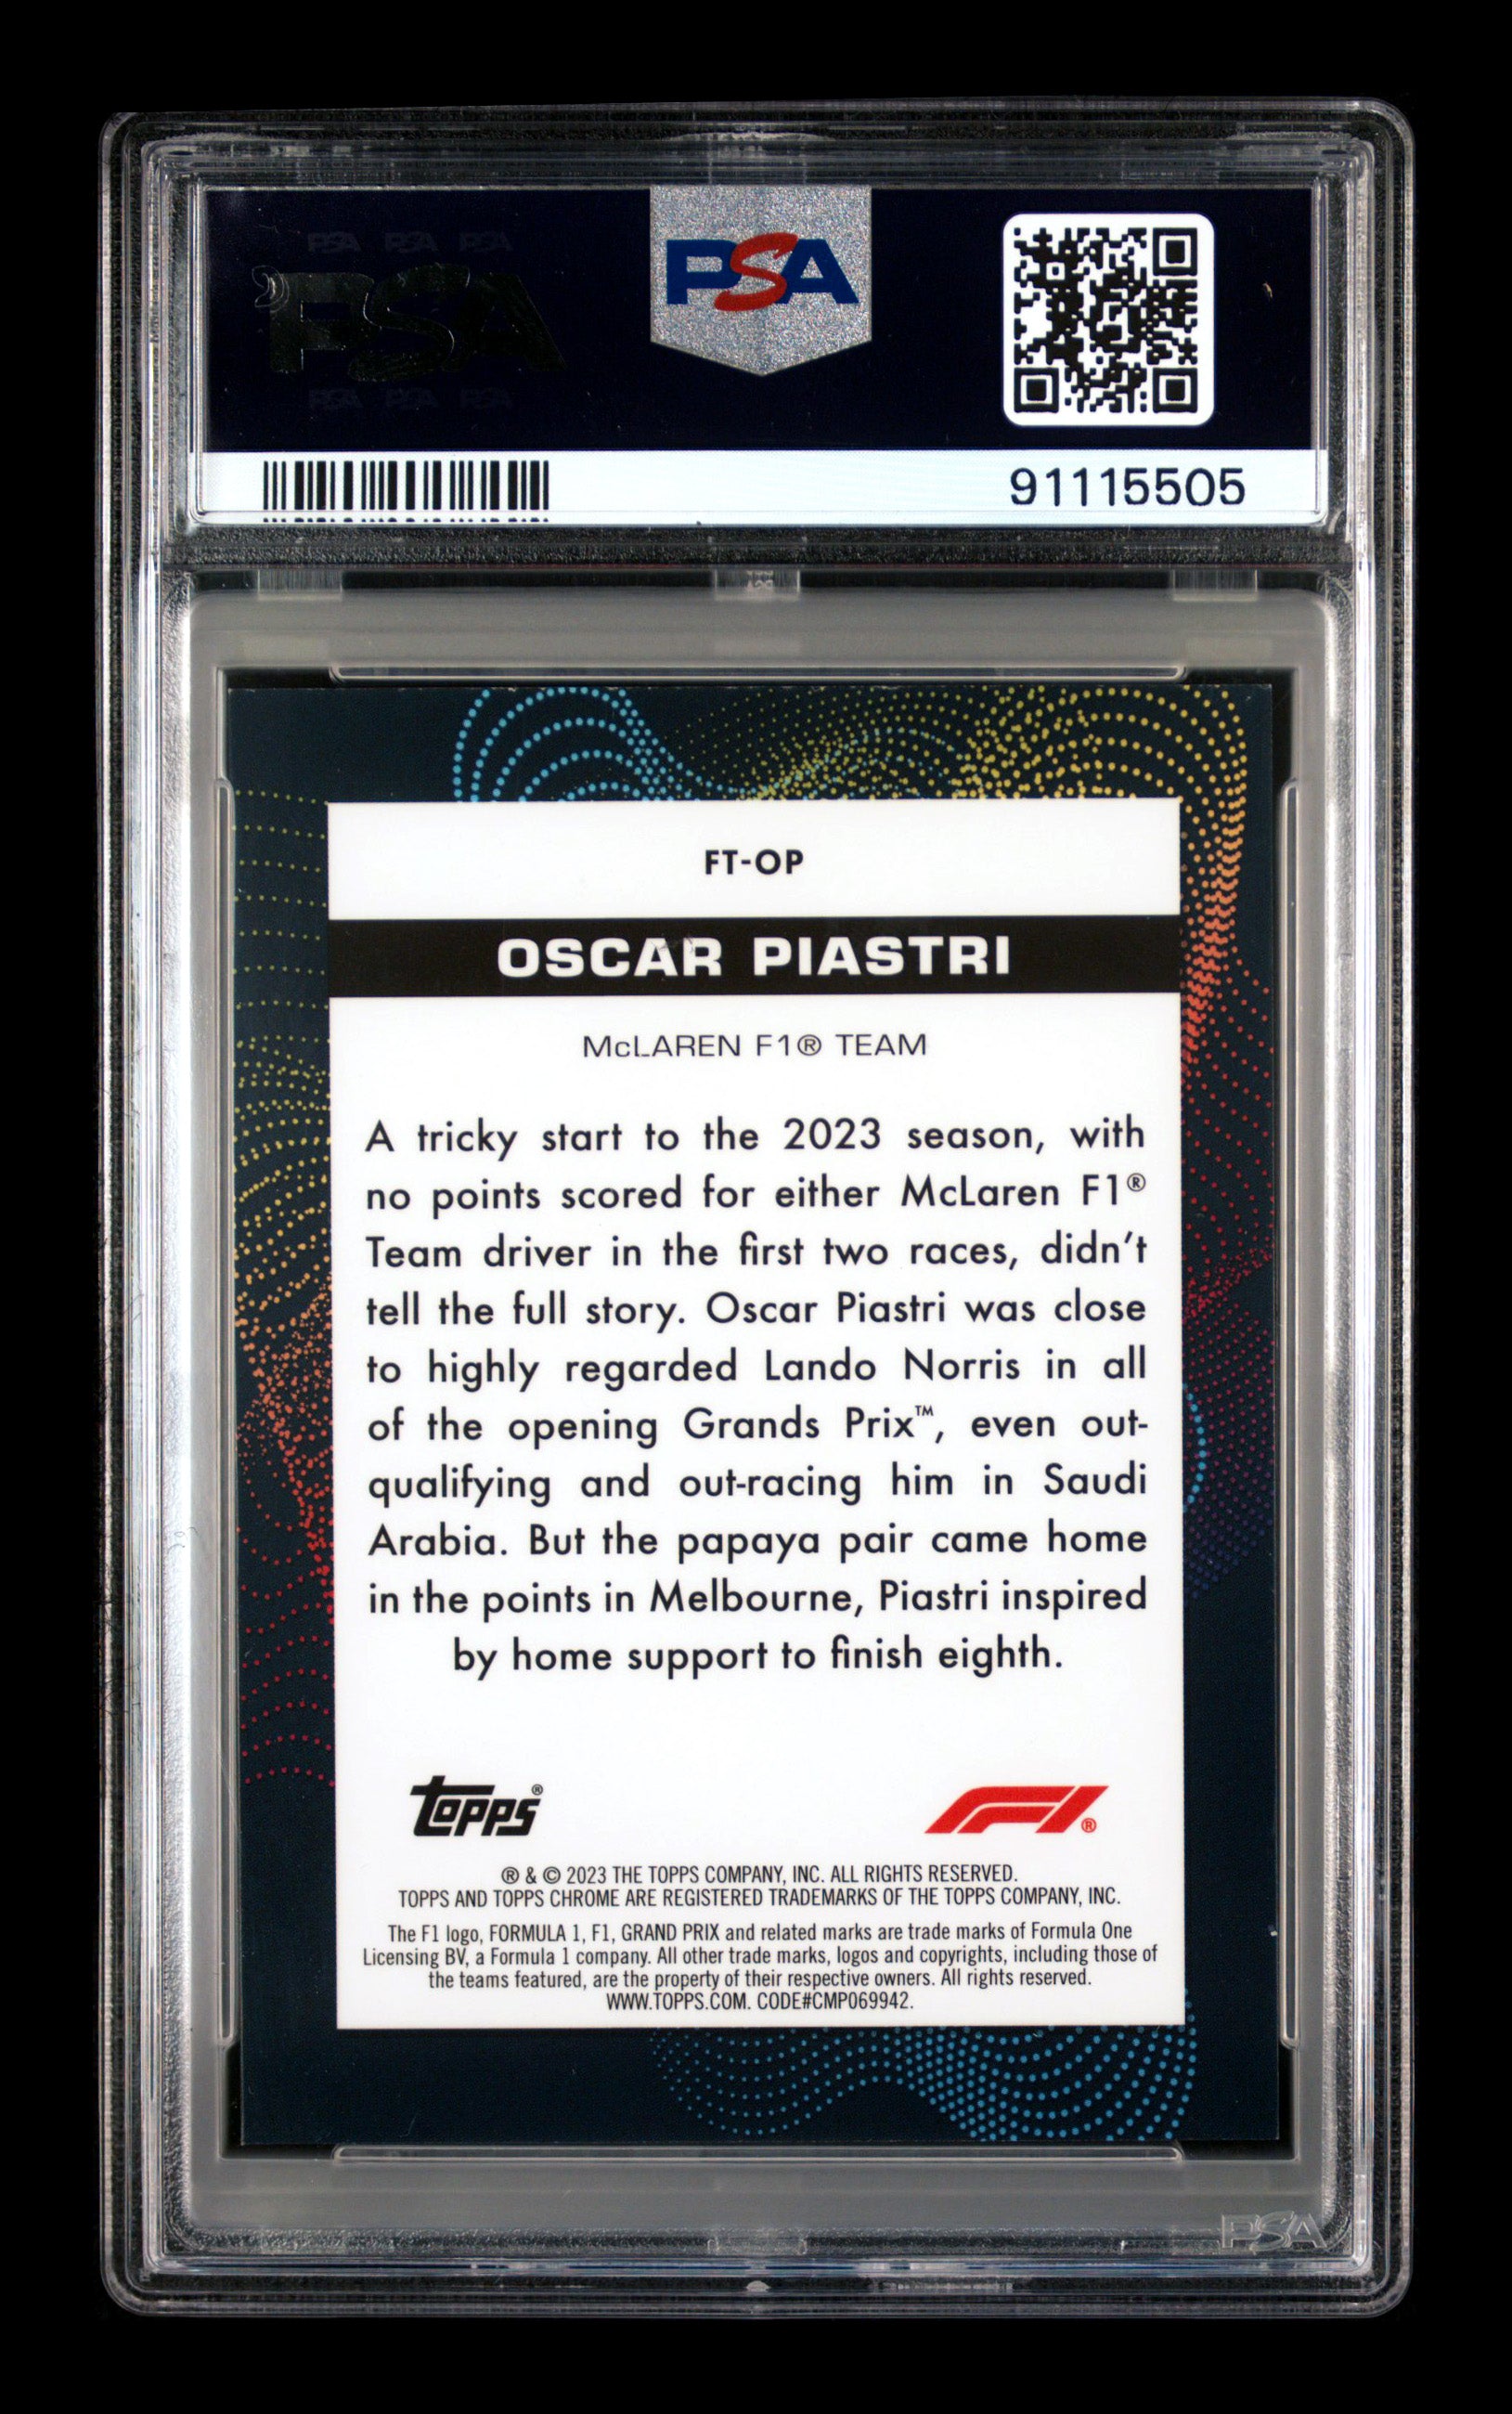 PSA PSA PSA
PSA
PSA PSA PSA
PSA
91115505
FT-OP
OSCAR PIASTRI
McLAREN F1® TEAM
A tricky start to the 2023 season, with
no points scored for either McLaren F1®
Team driver in the first two races, didn't
tell the full story. Oscar Piastri was close
to highly regarded Lando Norris in all
of the opening Grands Prix™, even out-
qualifying and out-racing him in Saudi
Arabia. But the papaya pair came home
in the points in Melbourne, Piastri inspired
by home support to finish eighth.
Topps®
F1®
® & © 2023 THE TOPPS COMPANY, INC. ALL RIGHTS RESERVED.
TOPPS AND TOPPS CHROME ARE REGISTERED TRADEMARKS OF THE TOPPS COMPANY, INC.
The F1 logo, FORMULA 1, F1, GRAND PRIX and related marks are trade marks of Formula One
Licensing BV, a Formula 1 company. All other trade marks, logos and copyrights, including those of
the teams featured, are the property of their respective owners. All rights reserved.
WWW.TOPPS.COM. CODE#CMP069942.
PSA